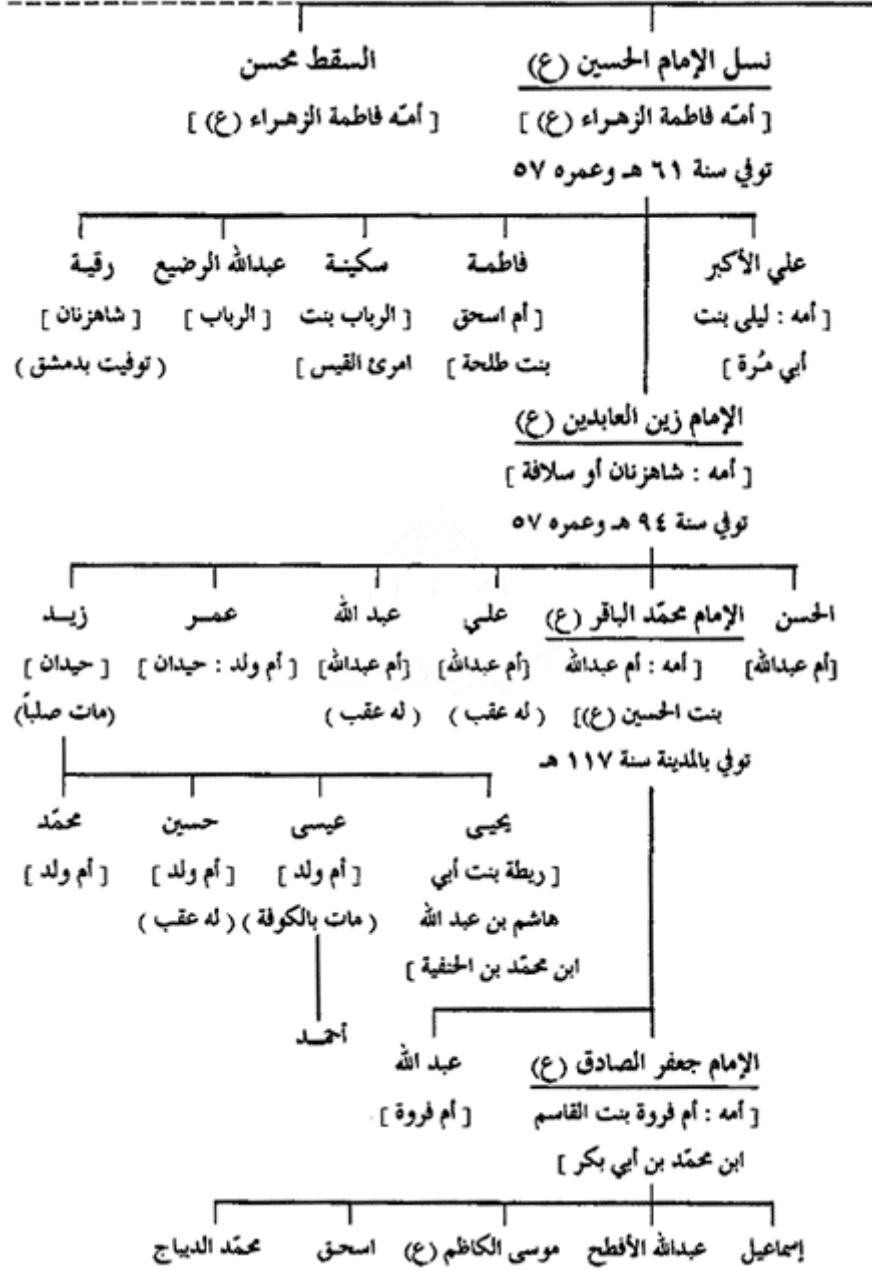 نسل الإمام الحسين (ع) السقط محسن
[ أمّه فاطمة الزهراء (ع) ] [ أمّه فاطمة الزهراء (ع) ]
توفي سنة ٦١ هـ وعمره ٥٧
علي الأكبر فاطمة سكينة عبدالله الرضيع رقية
[ أمه : ليلى بنت [ أم اسحق [ الرباب بنت [ الرباب ] [ شاهزنان ]
أبي مُرة ] بنت طلحة ] امرئ القيس ] ( توفيت بدمشق )
الإمام زين العابدين (ع)
[ أمه : شاهزنان أو سلافة ]
توفي سنة ٩٤ هـ وعمره ٥٧
الحسن الإمام محمّد الباقر (ع) علي عبد الله عمر زيد
[أم عبدالله] [ أمه : أم عبدالله [أم عبدالله] [أم عبدالله] [ أم ولد : حيدان ] [ حيدان ]
بنت الحسين (ع)] ( له عقب ) ( له عقب ) (مات صلباً)
توفي بالمدينة سنة ١١٧ هـ
يحيى عيسى حسين محمّد
[ ريطة بنت أبي [ أم ولد ] [ أم ولد ] [ أم ولد ]
هاشم بن عبد الله ( مات بالكوفة ) ( له عقب )
ابن محمّد بن الحنفية ]
أحمد
الإمام جعفر الصادق (ع) عبد الله
[ أمه : أم فروة بنت القاسم [ أم فروة ]
ابن محمّد بن أبي بكر ]
إسماعيل عبدالله الأفطح موسى الكاظم (ع) اسحق محمّد الديباج